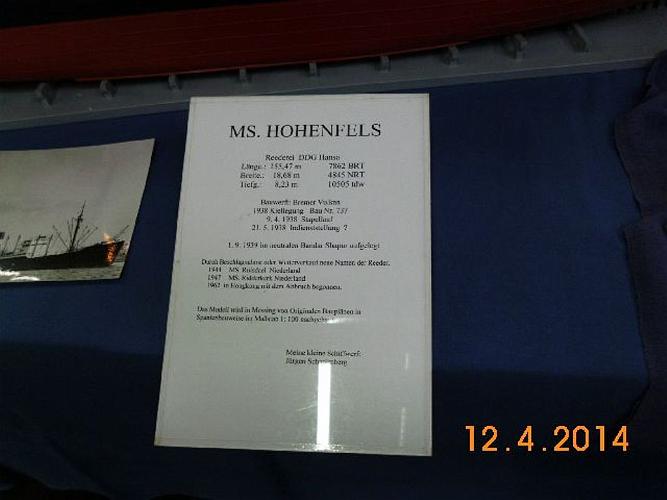 MS. HOHENFELS
Reederei DDG Hansa
Länge.: 155,47 m 7862 BRT
Breite.: 18,68 m 4845 NRT
Tiefg.: 8,23 m 10505 tdw
Bauwerft: Bremer Vulkan
1938 Kiellegung Bau Nr. 737
9. 4. 1938 Stapellauf
21. 5. 1938 Indienststellung ?
1. 9. 1939 im neutralen Bandar Shapur aufgelegt
Durch Beschlagnahme oder Weiterverkauf neue Namen der Reeder.
1944 MS. Ruisdael Niederland
1947 MS. Ridderkerk Niederland
1962 in Hongkong mit dem Abbruch begonnen.
Das Modell wird in Messing von Originalen Bauplänen in
Spantenbauweise im Maßstab 1: 100
Meine kleine Schiffwerft
Jürgen
12.4.2014